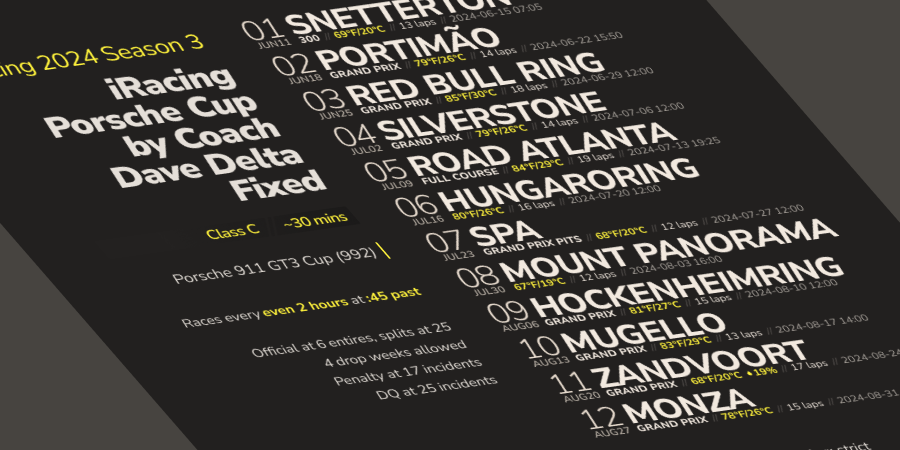 ing 2024 Season 3
iRacing
Porsche Cup
by Coach
Dave Delta
Fixed
Class C ~30 mins
Porsche 911 GT3 Cup (992)
Races every even 2 hours at :45 past
Official at 6 entires, splits at 25
4 drop weeks allowed
Penalty at 17 incidents
DQ at 25 incidents
01 SNETTERTON
JUN11 300 // 69°F/20°C // 13 laps // 2024-06-15 07:05
02 PORTIMÃO
JUN18 GRAND PRIX // 79°F/26°C // 14 laps // 2024-06-22 15:50
03 RED BULL RING
JUN25 GRAND PRIX // 85°F/30°C // 18 laps // 2024-06-29 12:00
04 SILVERSTONE
JUL02 GRAND PRIX // 79°F/26°C // 14 laps // 2024-07-06 12:00
05 ROAD ATLANTA
JUL09 FULL COURSE // 84°F/29°C // 19 laps // 2024-07-13 19:25
06 HUNGARORING
JUL16 80°F/26°C // 16 laps // 2024-07-20 12:00
07 SPA
JUL23 GRAND PRIX PITS // 68°F/20°C // 12 laps // 2024-07-27 12:00
08 MOUNT PANORAMA
JUL30 67°F/19°C // 12 laps // 2024-08-03 16:00
09 HOCKENHEIMRING
AUG06 GRAND PRIX // 81°F/27°C // 15 laps // 2024-08-10 12:00
10 MUGELLO
AUG13 GRAND PRIX // 83°F/29°C // 13 laps // 2024-08-17 14:00
11 ZANDVOORT
AUG20 GRAND PRIX // 68°F/20°C 19% // 17 laps // 2024-08-24
12 MONZA
AUG27 GRAND PRIX // 78°F/26°C // 15 laps // 2024-08-31
strict